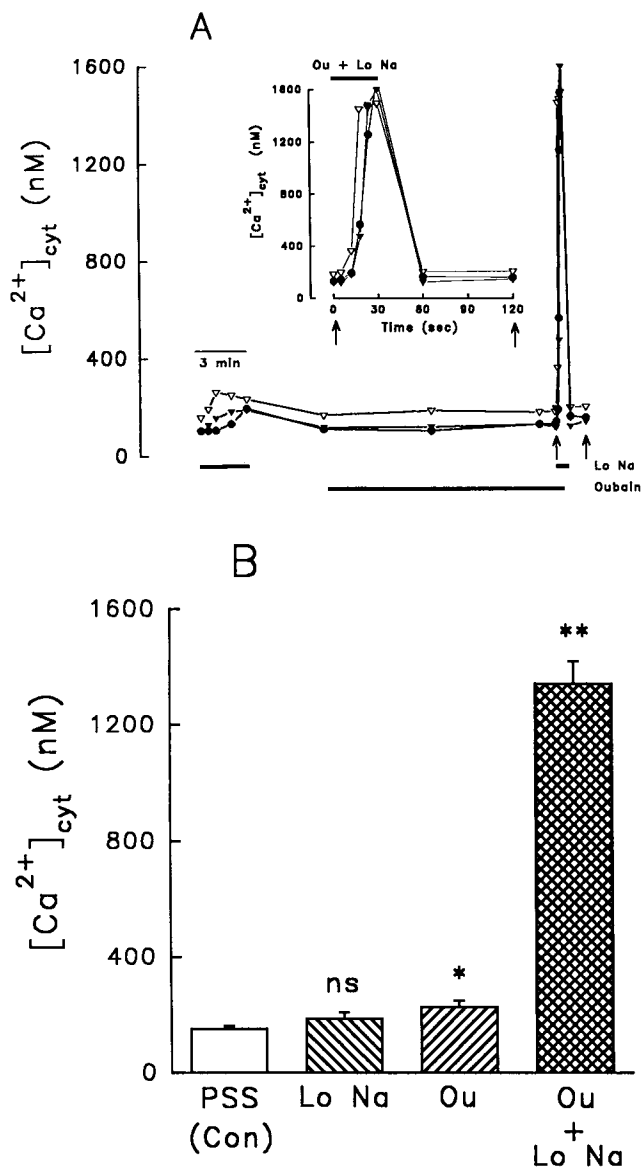 A
1600
1200
800
400
0
[Ca2+]cyt (nM)
Ou + Lo Na
1600
1200
800
400
0
[Ca2+]cyt (nM)
0 30 60 90 120
Time (sec)
3 min
Lo Na
Oubain
B
1600
1200
800
400
0
[Ca2+]cyt (nM)
ns
*
**
PSS
(Con)
Lo Na
Ou
Ou
+
Lo Na